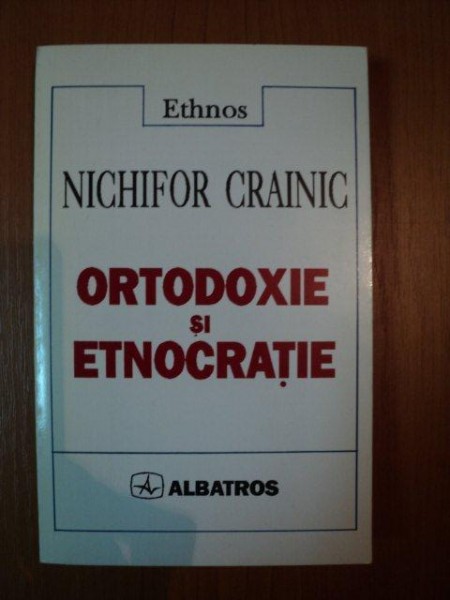 Ethnos
NICHIFOR CRAINIC
ORTODOXIE
ȘI
ETNOCRAȚIE
ALBATROS